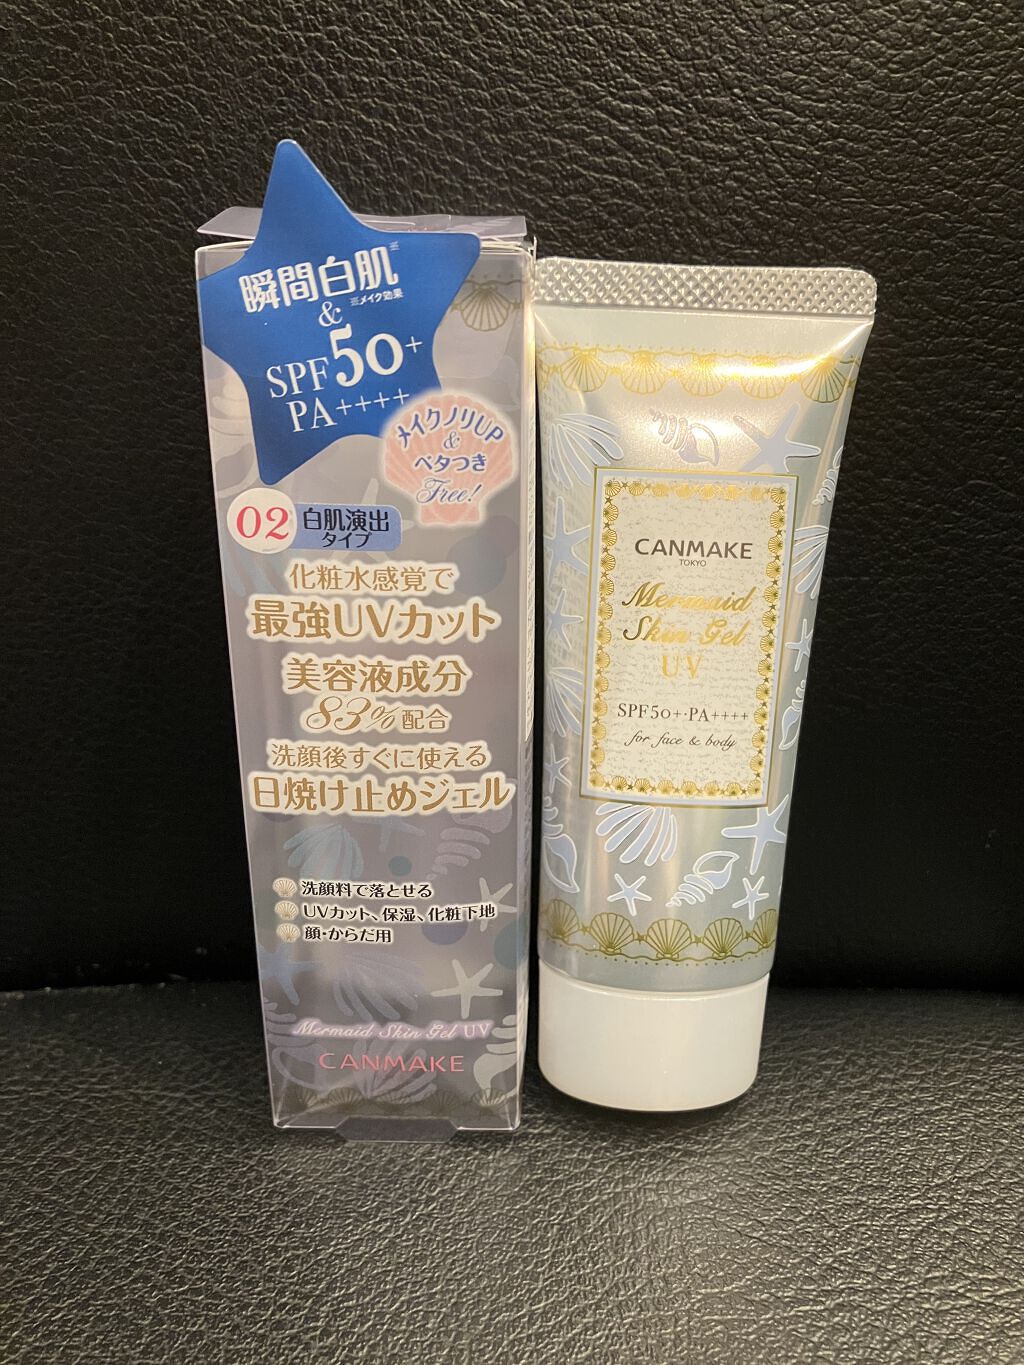 瞬間白肌※
※メイク効果
&
SPF50+
PA++++
メイクノリUP
&
ベタつき
Free!
02 白肌演出
タイプ
化粧水感覚で
最強UVカット
美容液成分
83%配合
洗顔後すぐに使える
日焼け止めジェル
洗顔料で落とせる
UVカット、保湿、化粧下地
顔・からだ用
Mermaid Skin Gel UV
CANMAKE
CANMAKE
TOKYO
Mermaid
Skin Gel
UV
SPF50+・PA++++
for face & body